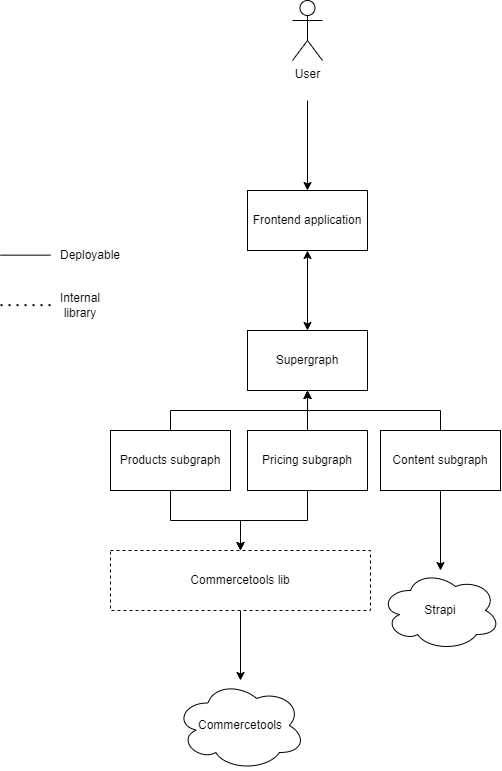 User
Frontend application
Deployable
Internal
library
Supergraph
Products subgraph
Pricing subgraph
Content subgraph
Commercetools lib
Strapi
Commercetools